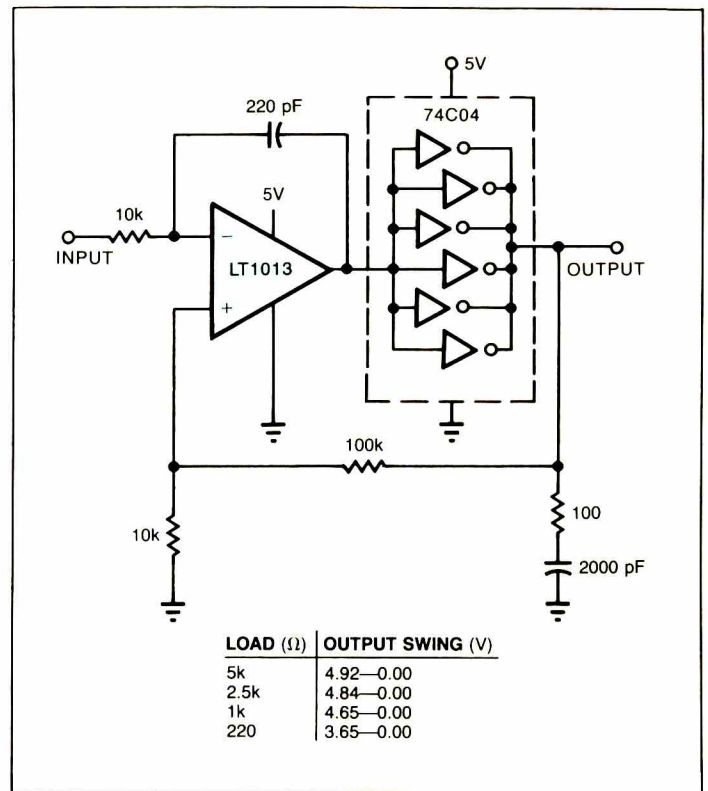 5V
74C04
220 pF
5V
10k
−
INPUT
LT1013
OUTPUT
+
100k
10k
100
2000 pF
LOAD (Ω) OUTPUT SWING (V)
5k 4.92—0.00
2.5k 4.84—0.00
1k 4.65—0.00
220 3.65—0.00